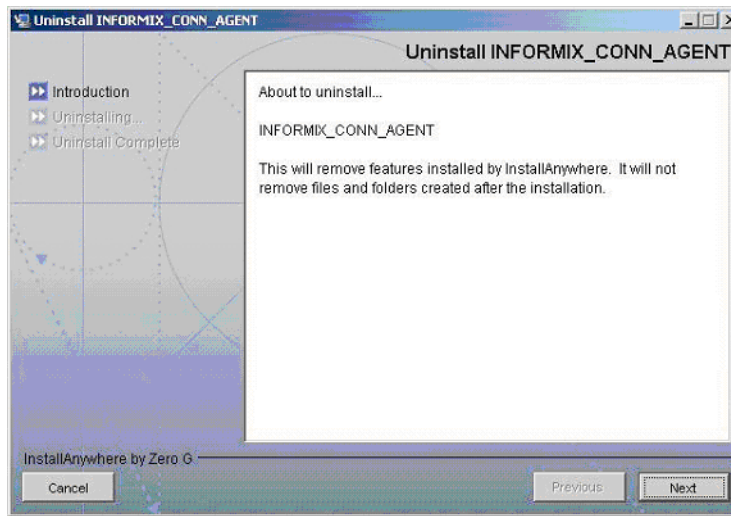 Uninstall INFORMIX_CONN_AGENT
Uninstall INFORMIX_CONN_AGENT
Introduction
Uninstalling...
Uninstall Complete
About to uninstall...
INFORMIX_CONN_AGENT
This will remove features installed by InstallAnywhere. It will not
remove files and folders created after the installation.
InstallAnywhere by Zero G
Cancel
Previous
Next